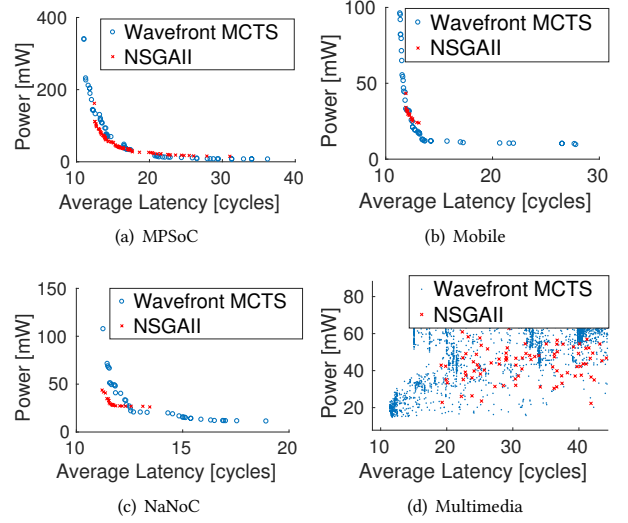 400
200
0
Power [mW]
Wavefront MCTS
NSGAII
10 20 30 40
Average Latency [cycles]
(a) MPSoC
100
50
0
Power [mW]
Wavefront MCTS
NSGAII
10 20 30
Average Latency [cycles]
(b) Mobile
150
100
50
0
Power [mW]
Wavefront MCTS
NSGAII
10 15 20
Average Latency [cycles]
(c) NaNoC
80
60
40
20
Power [mW]
Wavefront MCTS
NSGAII
10 20 30 40
Average Latency [cycles]
(d) Multimedia